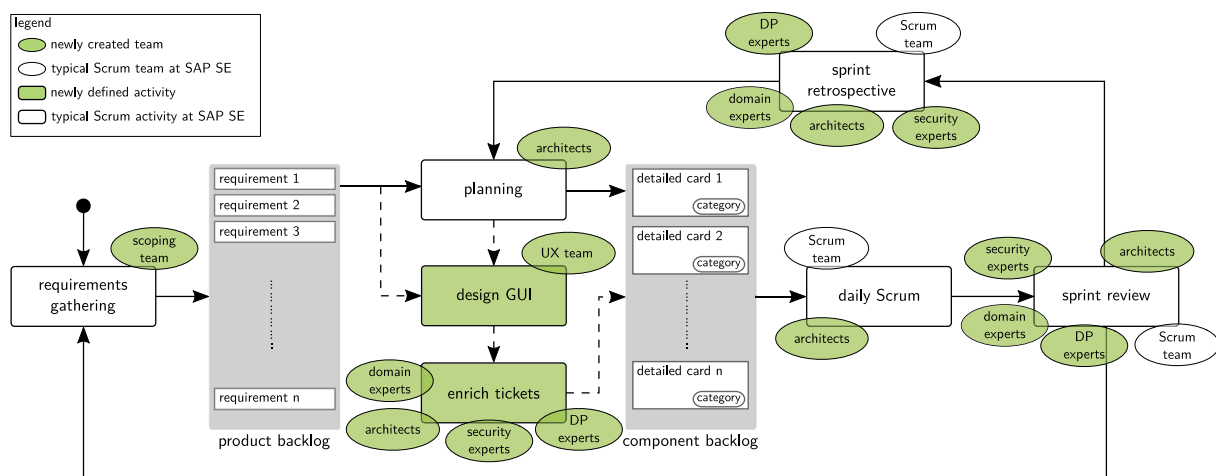 legend
newly created team
typical Scrum team at SAP SE
newly defined activity
typical Scrum activity at SAP SE
DP
experts
Scrum
team
sprint
retrospective
domain
experts
architects
security
experts
architects
planning
requirement 1
requirement 2
requirement 3
requirement n
product backlog
scoping
team
requirements
gathering
UX team
design GUI
domain
experts
enrich tickets
architects
security
experts
DP
experts
detailed card 1
category
detailed card 2
category
detailed card n
category
component backlog
Scrum
team
daily Scrum
architects
security
experts
architects
sprint review
domain
experts
DP
experts
Scrum
team